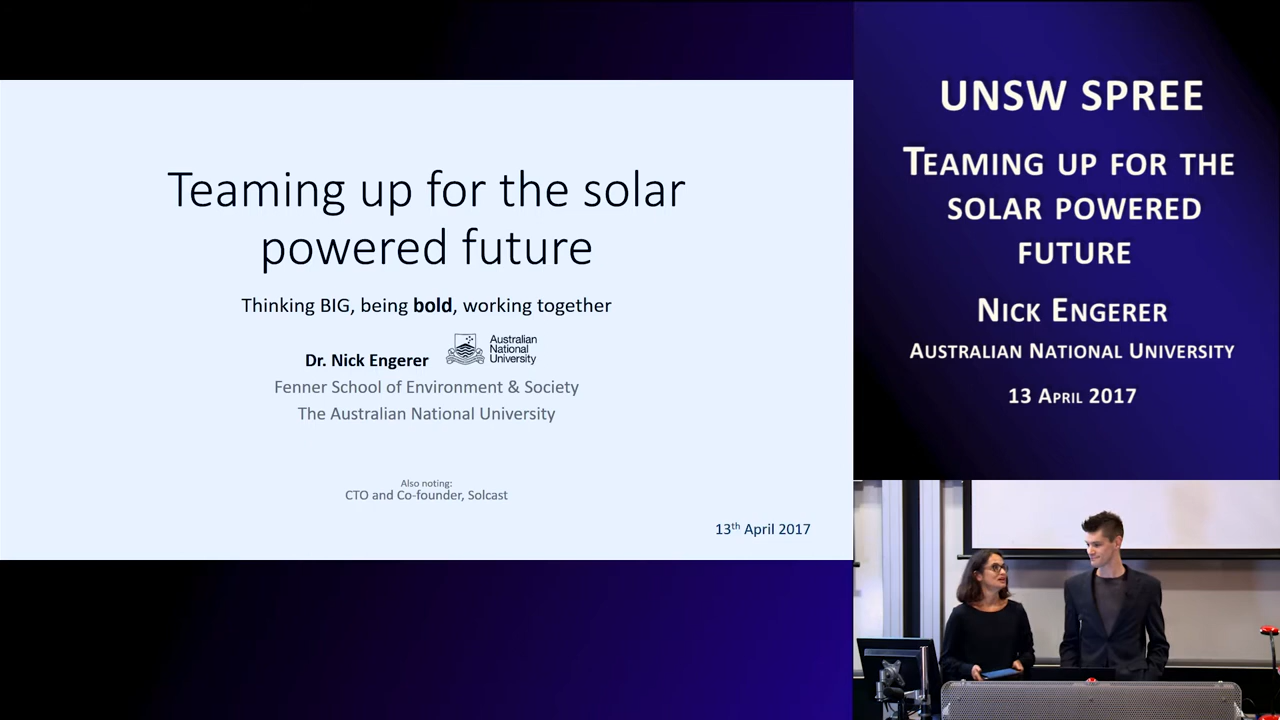 Teaming up for the solar
powered future
Thinking BIG, being bold, working together
Dr. Nick Engerer
Australian
National
University
Fenner School of Environment & Society
The Australian National University
Also noting:
CTO and Co-founder, Solcast
13th April 2017
UNSW SPREE
TEAMING UP FOR THE
SOLAR POWERED
FUTURE
NICK ENGERER
AUSTRALIAN NATIONAL UNIVERSITY
13 APRIL 2017